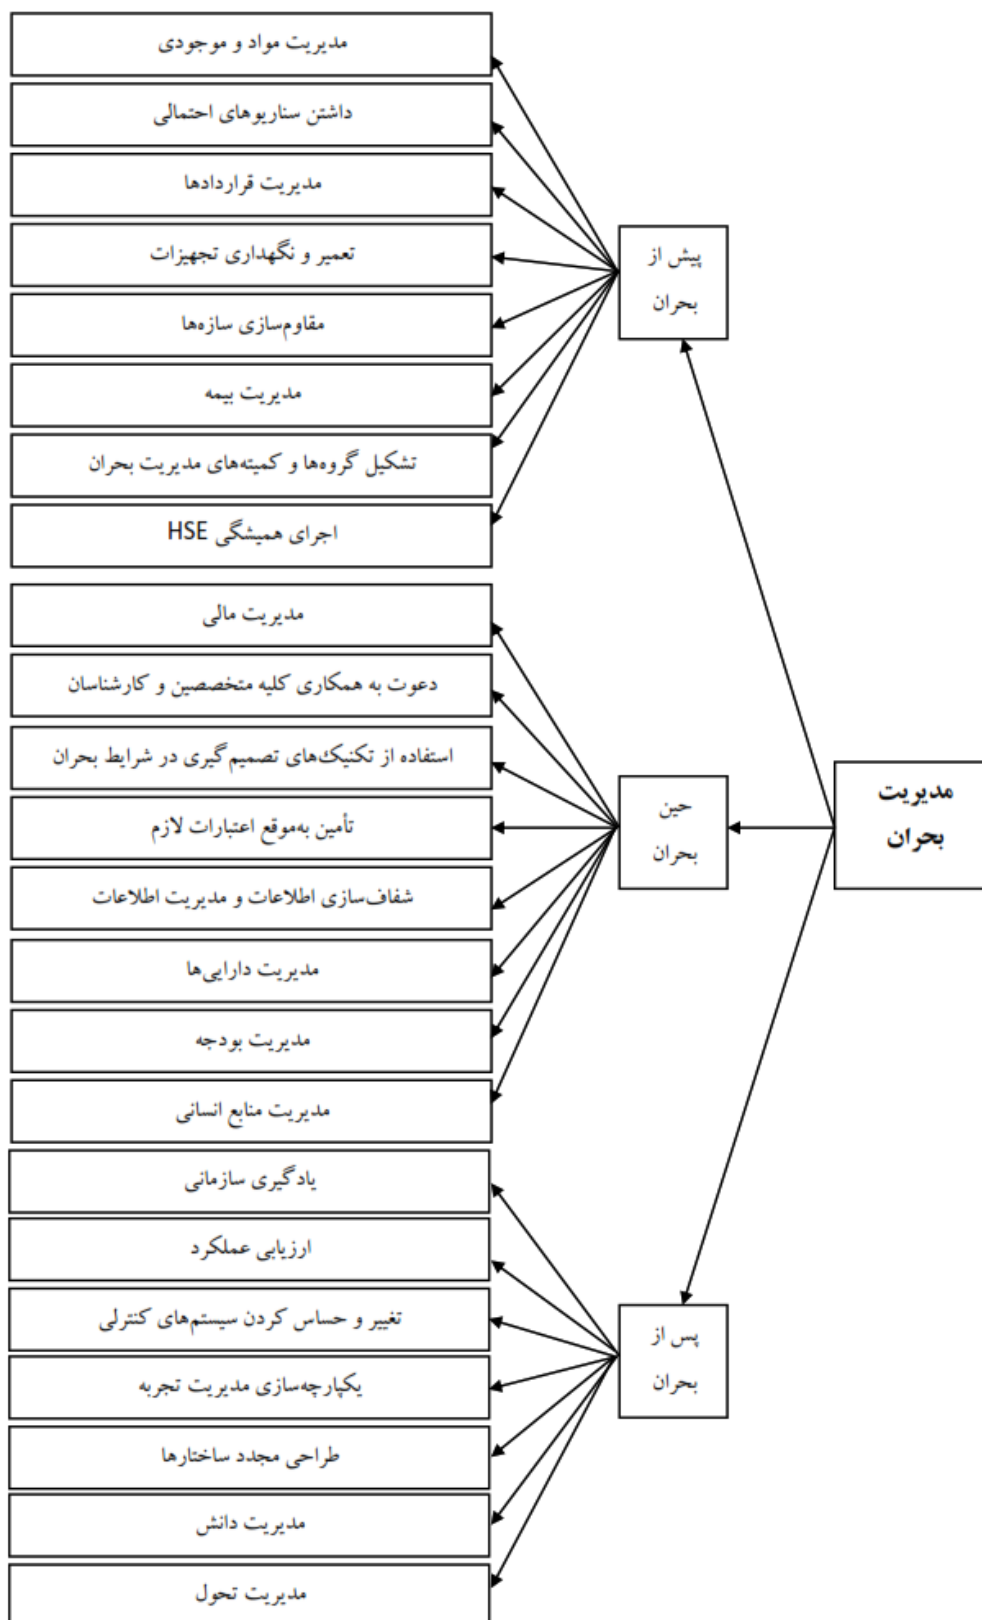 مدیریت
بحران
پیش از
بحران
مدیریت مواد و موجودی
داشتن سناریوهای احتمالی
مدیریت قراردادها
تعمیر و نگهداری تجهیزات
مقاوم‌سازی سازه‌ها
مدیریت بیمه
تشکیل گروه‌ها و کمیته‌های مدیریت بحران
اجرای همیشگی HSE
حین
بحران
مدیریت مالی
دعوت به همکاری کلیه متخصصین و کارشناسان
استفاده از تکنیک‌های تصمیم‌گیری در شرایط بحران
تأمین به‌موقع اعتبارات لازم
شفاف‌سازی اطلاعات و مدیریت اطلاعات
مدیریت دارایی‌ها
مدیریت بودجه
مدیریت منابع انسانی
پس از
بحران
یادگیری سازمانی
ارزیابی عملکرد
تغییر و حساس کردن سیستم‌های کنترلی
یکپارچه‌سازی مدیریت تجربه
طراحی مجدد ساختارها
مدیریت دانش
مدیریت تحول